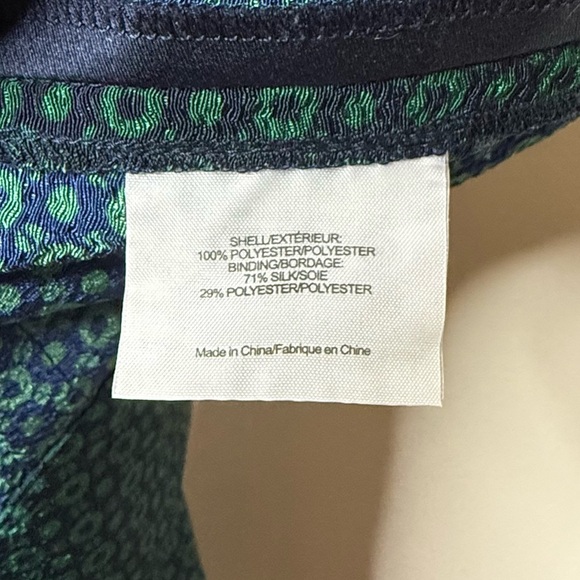 SHELL/EXTÉRIEUR:
100% POLYESTER/POLYESTER
BINDING/BORDAGE:
71% SILK/SOIE
29% POLYESTER/POLYESTER
Made in China/Fabrique en Chine